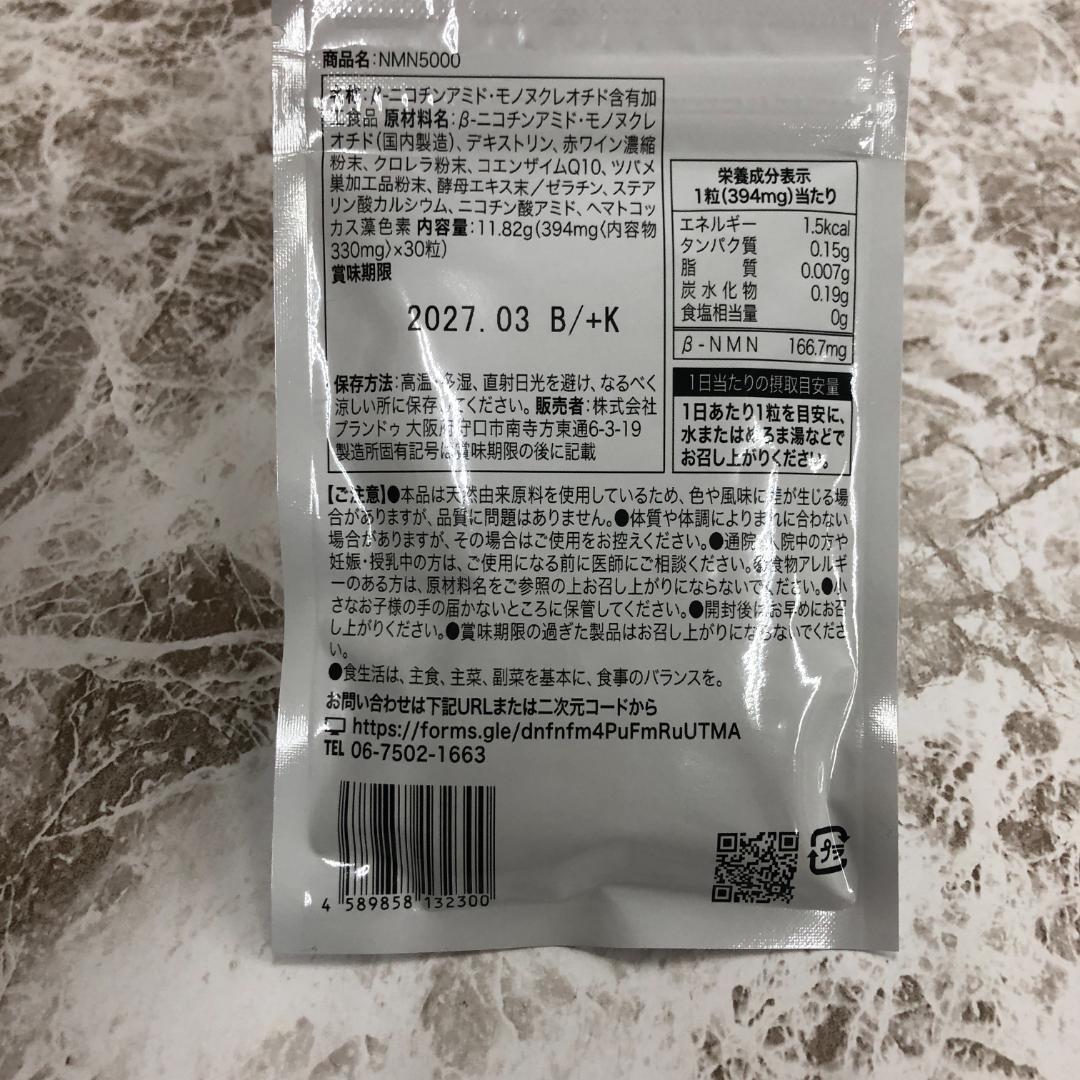 商品名:NMN5000
名称:β-ニコチンアミド・モノヌクレオチド含有加
工食品 原材料名:β-ニコチンアミド・モノヌクレ
オチド(国内製造)、デキストリン、赤ワイン濃縮
粉末、クロレラ粉末、コエンザイムQ10、ツバメ
巣加工品粉末、酵母エキス末/ゼラチン、ステア
リン酸カルシウム、ニコチン酸アミド、ヘマトコッ
カス藻色素 内容量:11.82g(394mg〈内容物
330mg〉×30粒)
賞味期限
2027.03 B/+K
保存方法:高温・多湿、直射日光を避け、なるべく
涼しい所に保存してください。 販売者:株式会社
プランドゥ 大阪府守口市南寺方東通6-3-19
製造所固有記号は賞味期限の後に記載
栄養成分表示
1粒(394mg)当たり
エネルギー 1.5kcal
タンパク質 0.15g
脂質 0.007g
炭水化物 0.19g
食塩相当量 0g
β-NMN 166.7mg
1日当たりの摂取目安量
1日あたり1粒を目安に、
水またはぬるま湯などで
お召し上がりください。
【ご注意】●本品は天然由来原料を使用しているため、色や風味に差が生じる場
合がありますが、品質に問題はありません。●体質や体調によりまれに合わない
場合がありますが、その場合はご使用をお控えください。●通院・入院中の方や
妊娠・授乳中の方は、ご使用になる前に医師にご相談ください。●食物アレルギ
ーのある方は、原材料名をご参照の上お召し上がりにならないでください。●小
さなお子様の手の届かないところに保管してください。●開封後はお早めにお召
し上がりください。●賞味期限の過ぎた製品はお召し上がりにならないでくださ
い。
●食生活は、主食、主菜、副菜を基本に、食事のバランスを。
お問い合わせは下記URLまたは二次元コードから
https://forms.gle/dnfnfm4PuFmRuUTMA
TEL 06-7502-1663
4 589858 132300
プラ